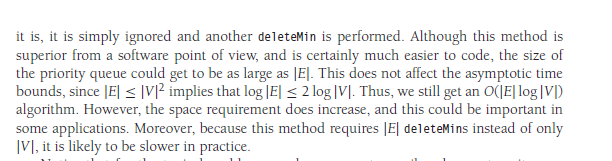 it is, it is simply ignored and another deleteMin is performed. Although this method is
superior from a software point of view, and is certainly much easier to code, the size of
the priority queue could get to be as large as |E|. This does not affect the asymptotic time
bounds, since |E| ≤ |V|² implies that log |E| ≤ 2 log |V|. Thus, we still get an O(|E| log |V|)
algorithm. However, the space requirement does increase, and this could be important in
some applications. Moreover, because this method requires |E| deleteMins instead of only
|V|, it is likely to be slower in practice.